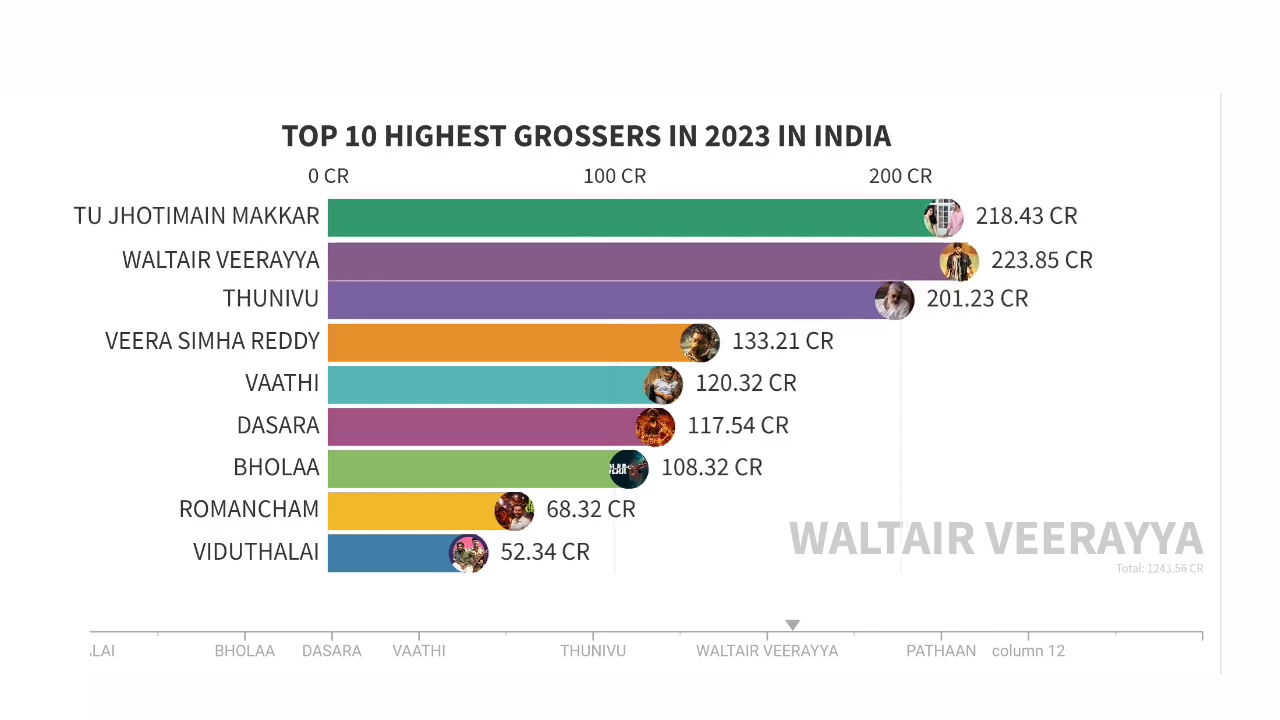 TOP 10 HIGHEST GROSSERS IN 2023 IN INDIA
0 CR 100 CR 200 CR
TU JHOTIMAIN MAKKAR 218.43 CR
WALTAIR VEERAYYA 223.85 CR
THUNIVU 201.23 CR
VEERA SIMHA REDDY 133.21 CR
VAATHI 120.32 CR
DASARA 117.54 CR
BHOLAA 108.32 CR
ROMANCHAM 68.32 CR
VIDUTHALAI 52.34 CR
WALTAIR VEERAYYA
Total: 1243.56 CR
LAI BHOLAA DASARA VAATHI THUNIVU WALTAIR VEERAYYA PATHAAN column 12